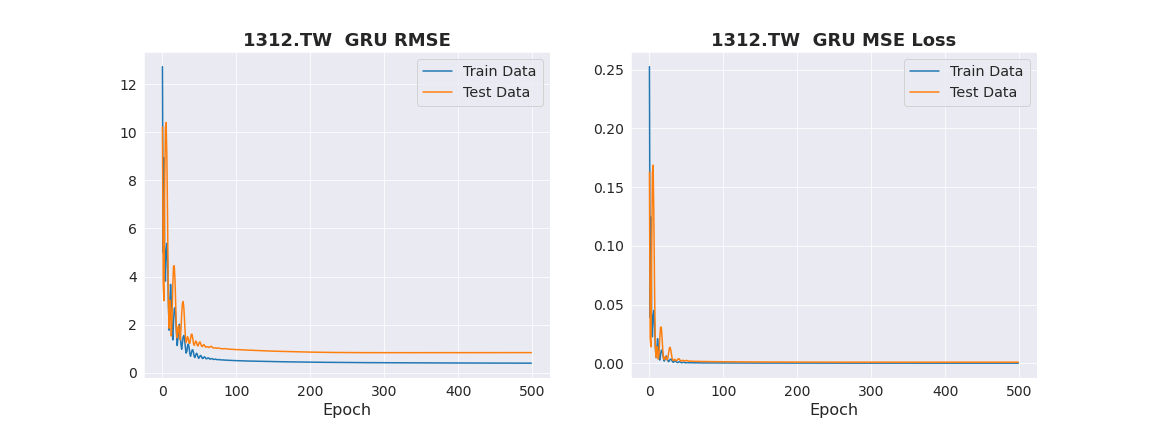 1312.TW  GRU RMSE
Train Data
Test Data
12
10
8
6
4
2
0
0 100 200 300 400 500
Epoch
1312.TW  GRU MSE Loss
Train Data
Test Data
0.25
0.20
0.15
0.10
0.05
0.00
0 100 200 300 400 500
Epoch